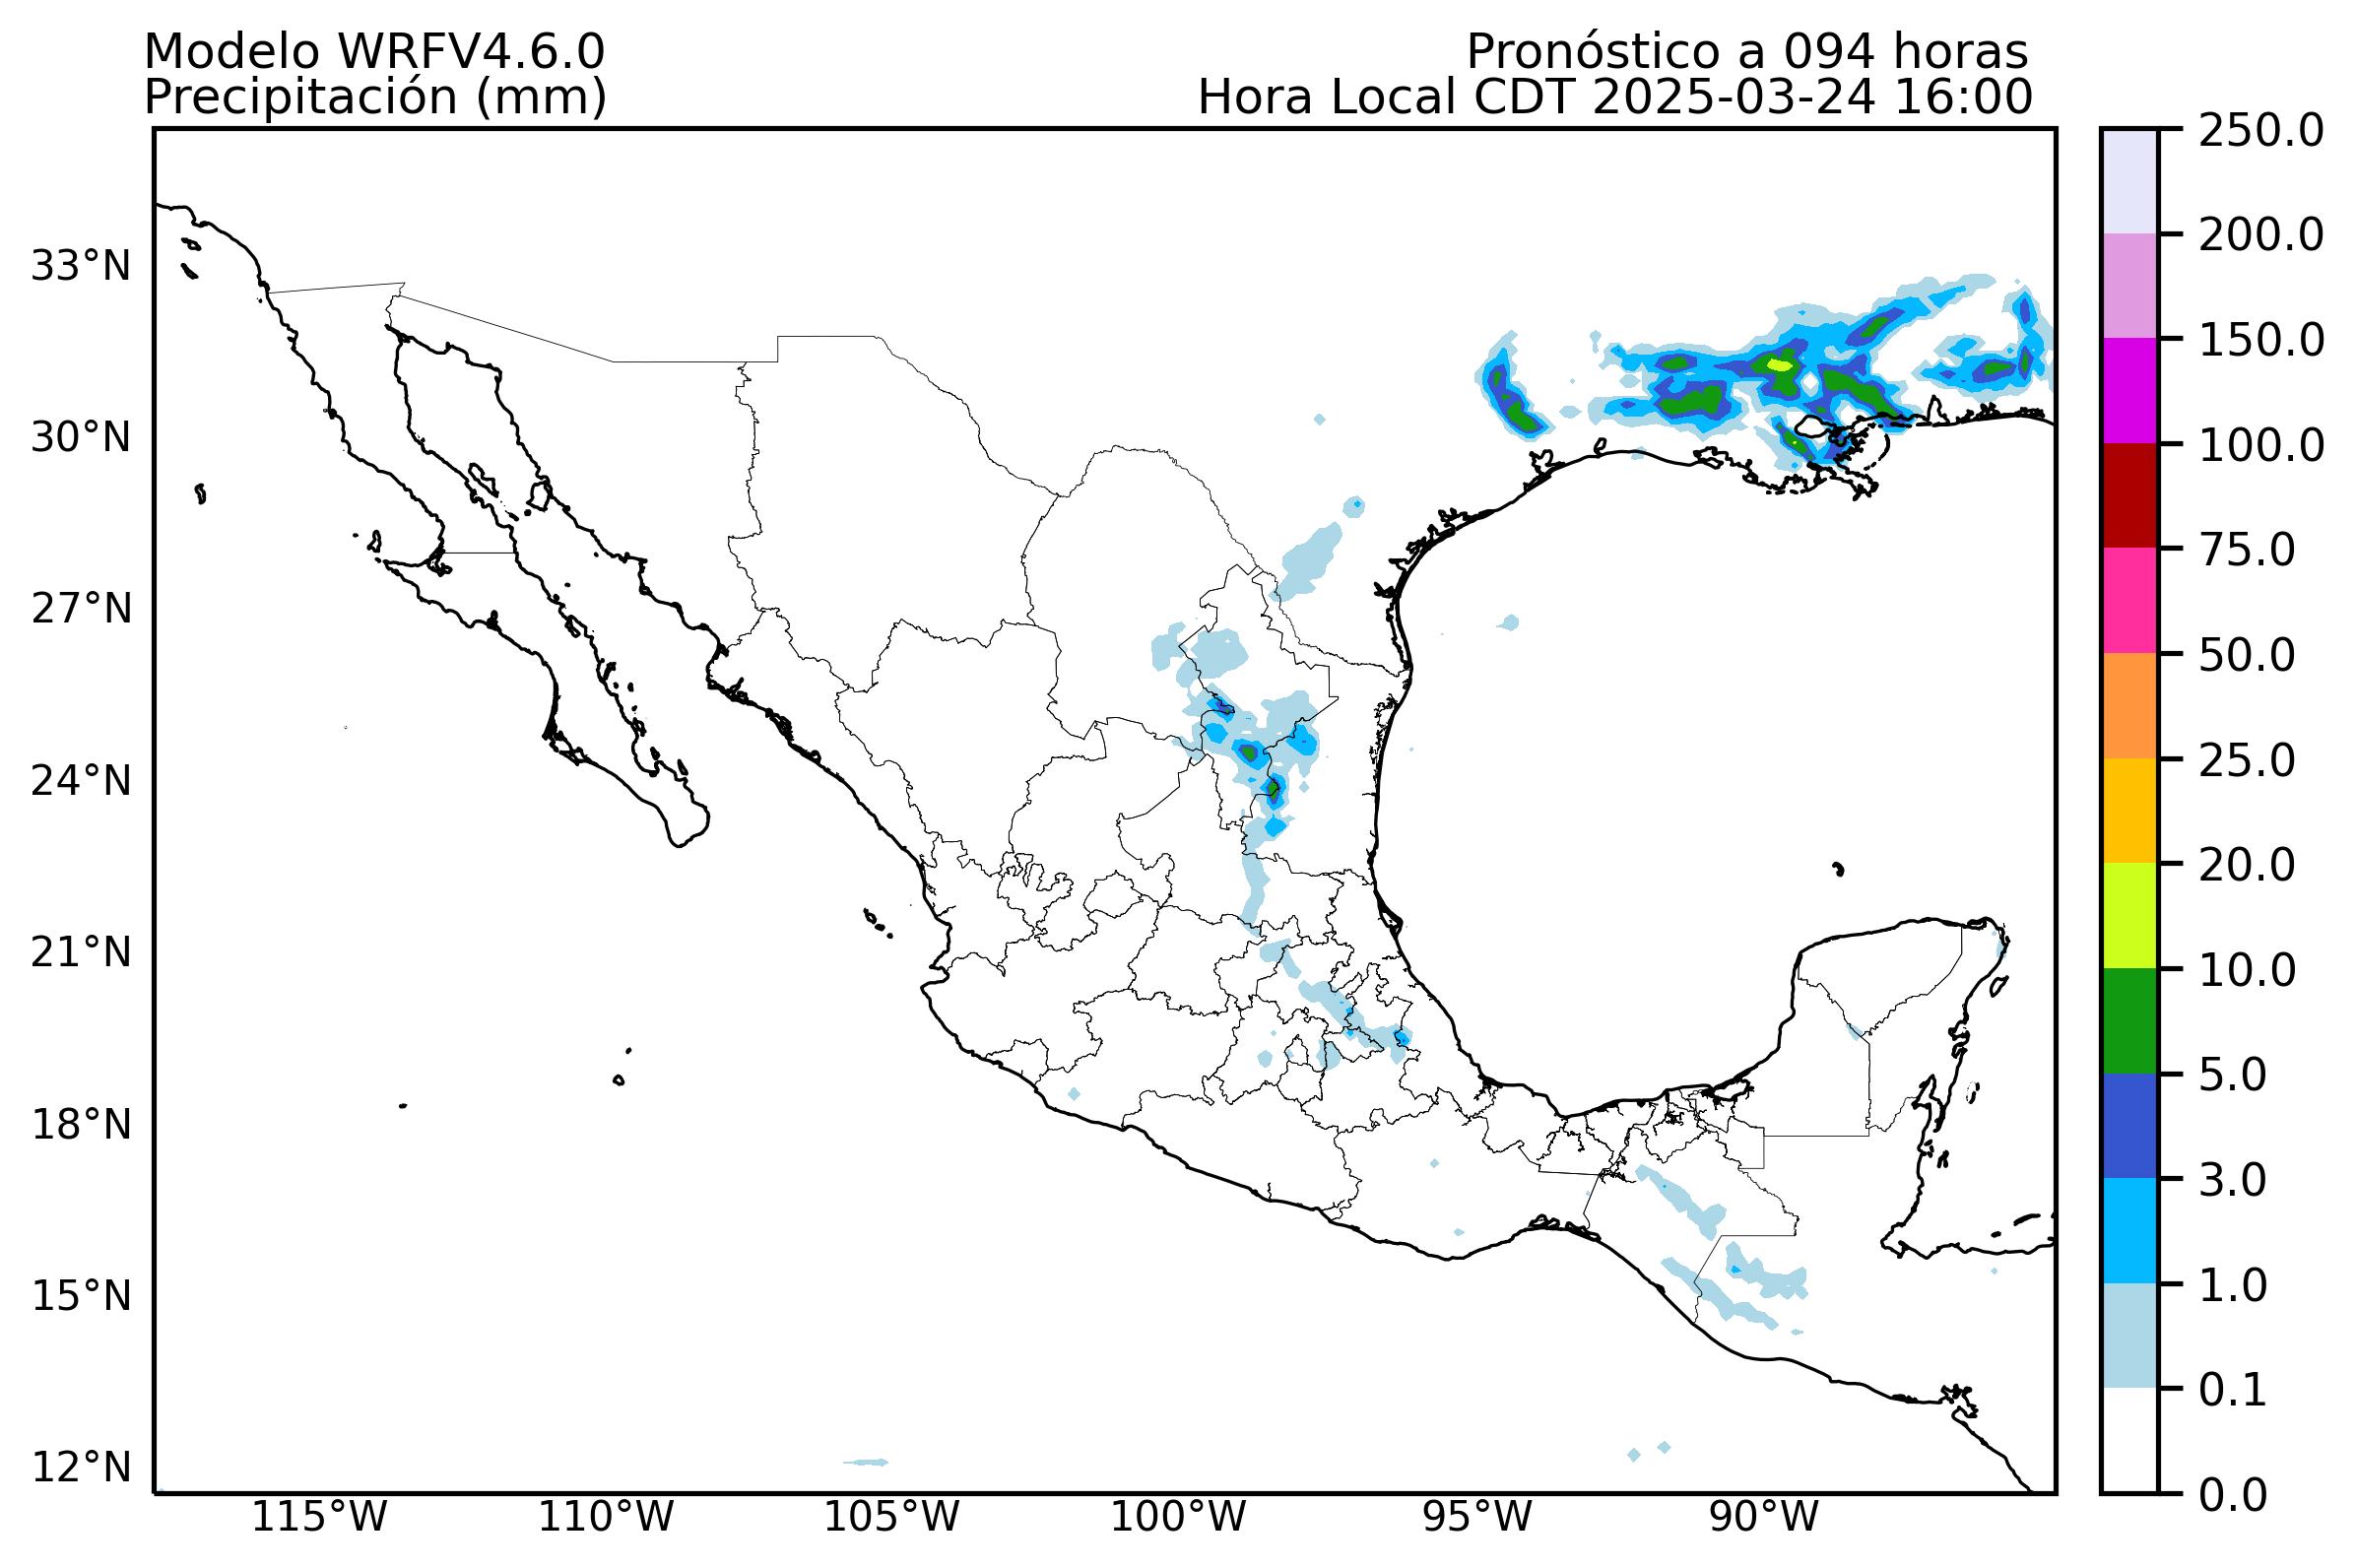 Modelo WRFV4.6.0
Precipitación (mm)
Pronóstico a 094 horas
Hora Local CDT 2025-03-24 16:00
33°N
30°N
27°N
24°N
21°N
18°N
15°N
12°N
115°W
110°W
105°W
100°W
95°W
90°W
250.0
200.0
150.0
100.0
75.0
50.0
25.0
20.0
10.0
5.0
3.0
1.0
0.1
0.0